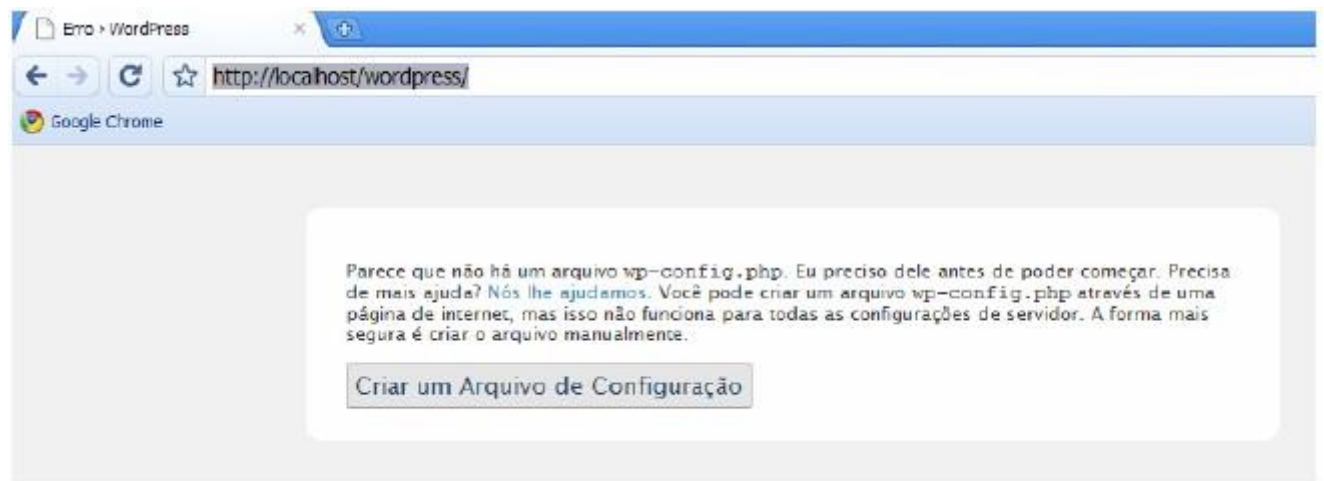 Erro › WordPress
http://localhost/wordpress/
Google Chrome
Parece que não há um arquivo wp-config.php. Eu preciso dele antes de poder começar. Precisa
de mais ajuda? Nós lhe ajudamos. Você pode criar um arquivo wp-config.php através de uma
página de internet, mas isso não funciona para todas as configurações de servidor. A forma mais
segura é criar o arquivo manualmente.
Criar um Arquivo de Configuração